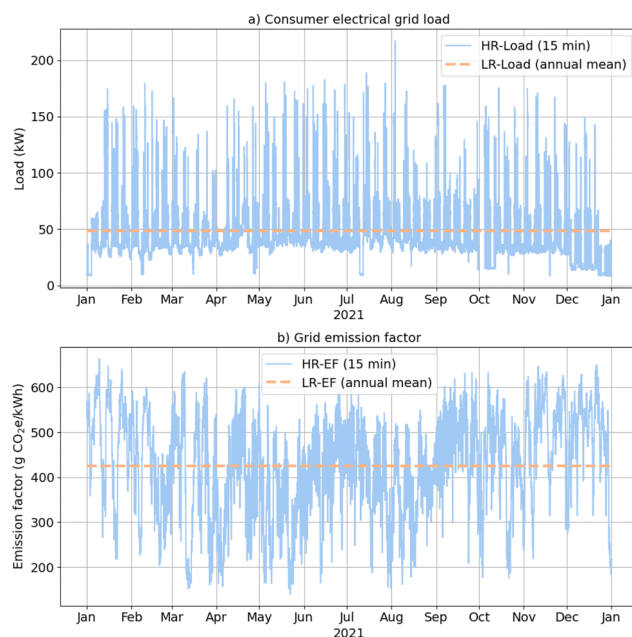 a) Consumer electrical grid load
HR-Load (15 min)
LR-Load (annual mean)
Load (kW)
200
150
100
50
0
Jan Feb Mar Apr May Jun Jul Aug Sep Oct Nov Dec Jan
2021
b) Grid emission factor
HR-EF (15 min)
LR-EF (annual mean)
Emission factor (g CO₂e/kWh)
600
500
400
300
200
Jan Feb Mar Apr May Jun Jul Aug Sep Oct Nov Dec Jan
2021